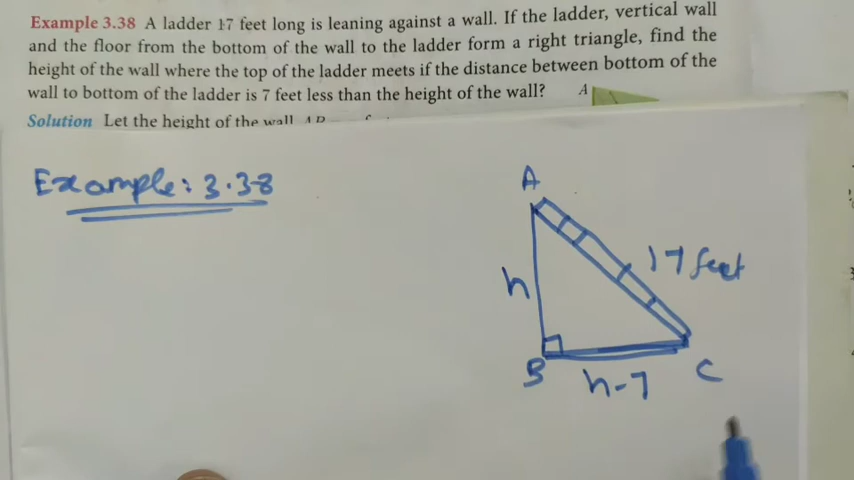 Example 3.38 A ladder 17 feet long is leaning against a wall. If the ladder, vertical wall
and the floor from the bottom of the wall to the ladder form a right triangle, find the
height of the wall where the top of the ladder meets if the distance between bottom of the
wall to bottom of the ladder is 7 feet less than the height of the wall?
A
Solution Let the height of the wall AB
Example: 3.38
A
17 feet
h
B
h-7
C